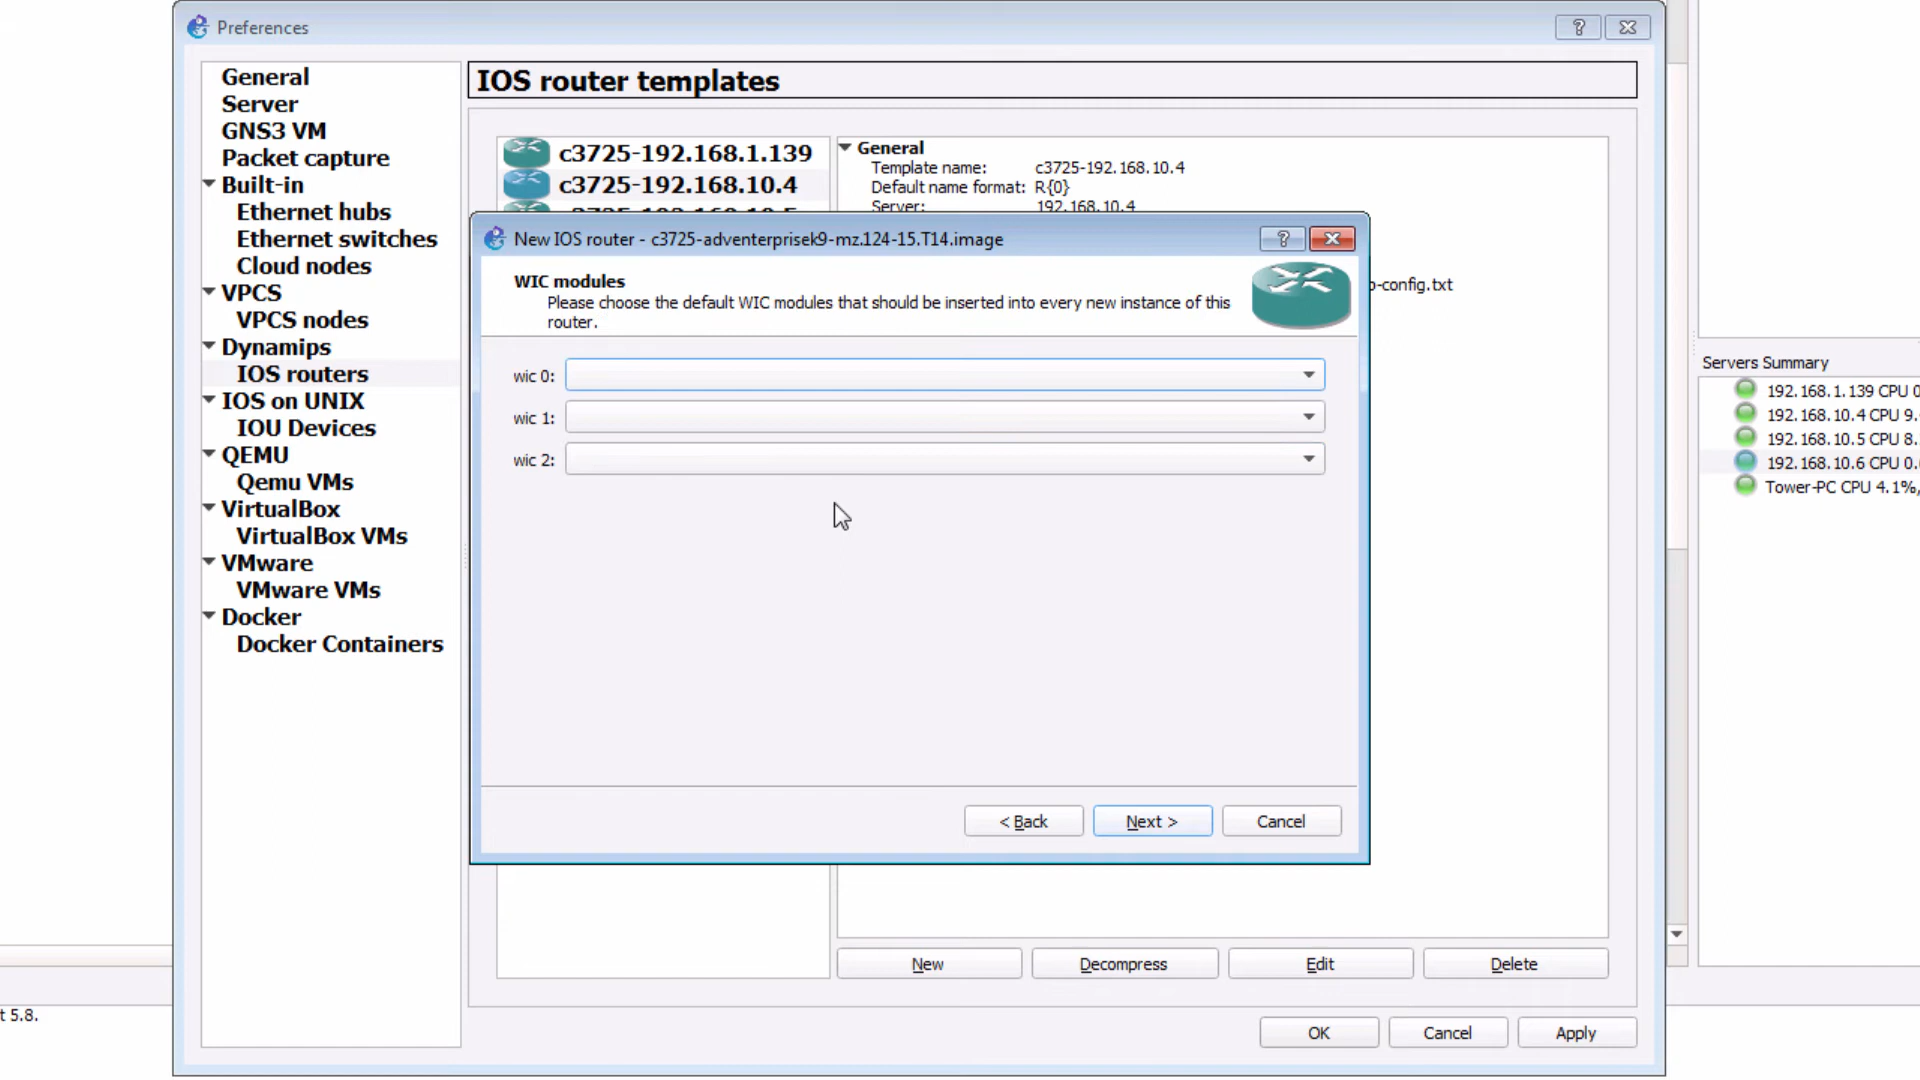 Preferences
General
Server
GNS3 VM
Packet capture
Built-in
Ethernet hubs
Ethernet switches
Cloud nodes
VPCS
VPCS nodes
Dynamips
IOS routers
IOS on UNIX
IOU Devices
QEMU
Qemu VMs
VirtualBox
VirtualBox VMs
VMware
VMware VMs
Docker
Docker Containers
IOS router templates
c3725-192.168.1.139
c3725-192.168.10.4
General
Template name: c3725-192.168.10.4
Default name format: R{0}
Server: 192.168.10.4
-config.txt
New IOS router - c3725-adventerprisek9-mz.124-15.T14.image
WIC modules
Please choose the default WIC modules that should be inserted into every new instance of this
router.
wic 0:
wic 1:
wic 2:
< Back
Next >
Cancel
New
Decompress
Edit
Delete
OK
Cancel
Apply
Servers Summary
192.168.1.139 CPU 0
192.168.10.4 CPU 9.
192.168.10.5 CPU 8.
192.168.10.6 CPU 0.
Tower-PC CPU 4.1%,
t 5.8.